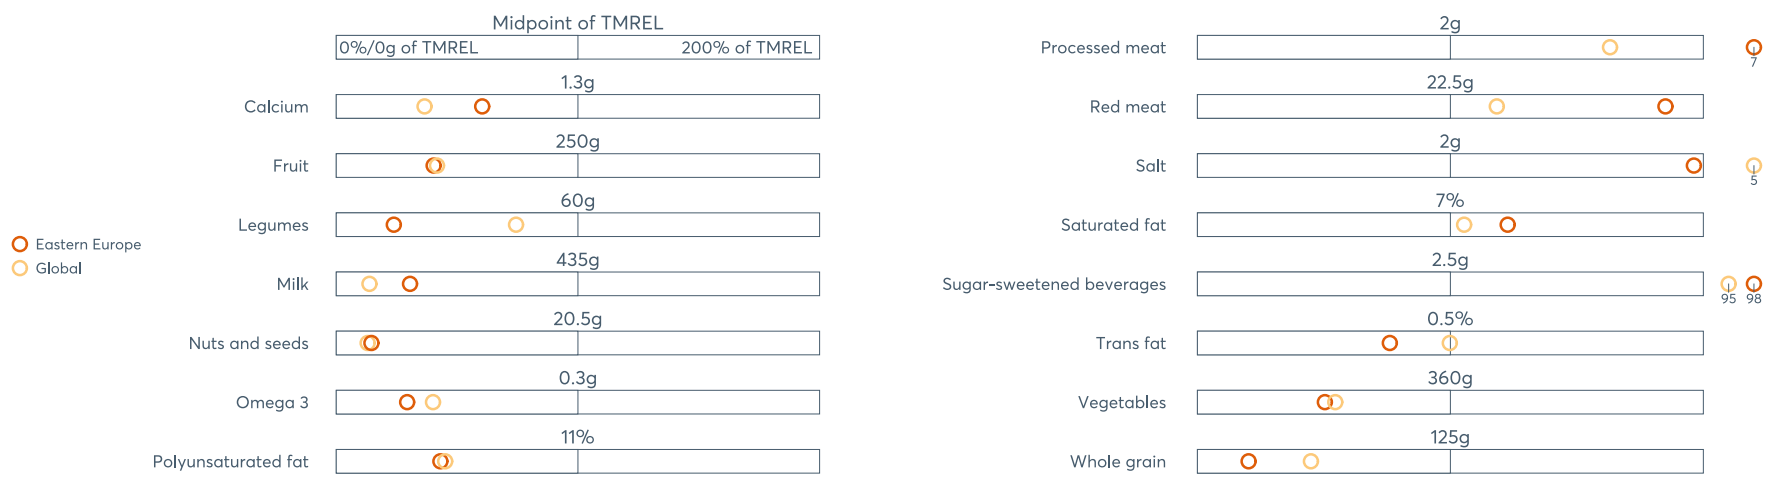 Eastern Europe
Global
Midpoint of TMREL
0%/0g of TMREL 200% of TMREL
1.3g
Calcium
250g
Fruit
60g
Legumes
435g
Milk
20.5g
Nuts and seeds
0.3g
Omega 3
11%
Polyunsaturated fat
2g
Processed meat
7
22.5g
Red meat
2g
Salt
5
7%
Saturated fat
2.5g
Sugar-sweetened beverages
95 98
0.5%
Trans fat
360g
Vegetables
125g
Whole grain